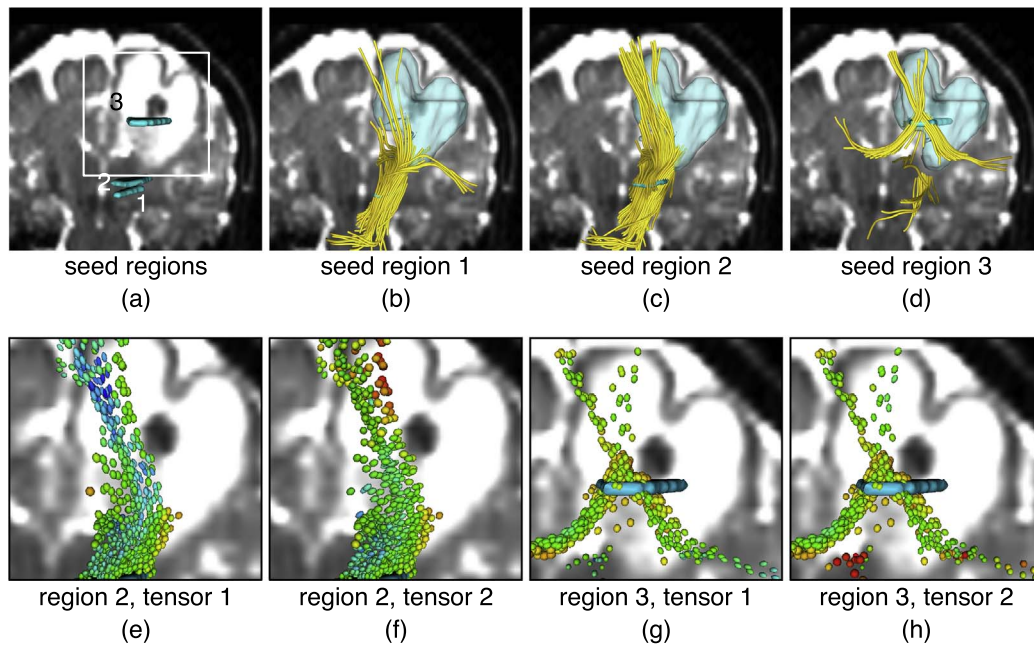 3
2
1
seed regions
(a)
seed region 1
(b)
seed region 2
(c)
seed region 3
(d)
region 2, tensor 1
(e)
region 2, tensor 2
(f)
region 3, tensor 1
(g)
region 3, tensor 2
(h)